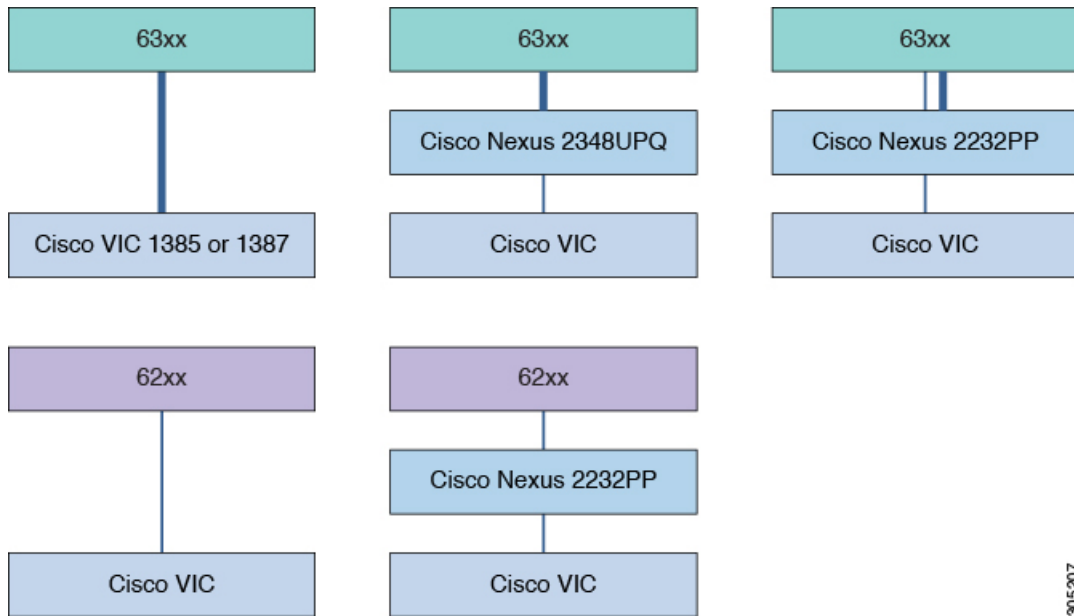 63xx
63xx
63xx
Cisco Nexus 2348UPQ
Cisco Nexus 2232PP
Cisco VIC 1385 or 1387
Cisco VIC
Cisco VIC
62xx
62xx
Cisco Nexus 2232PP
Cisco VIC
Cisco VIC